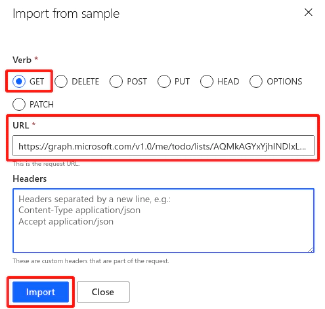 Import from sample
Verb *
GET DELETE POST PUT HEAD OPTIONS
PATCH
URL *
https://graph.microsoft.com/v1.0/me/todo/lists/AQMkAGYxYjhlNDIxL...
This is the request URL.
Headers
Headers separated by a new line, e.g.:
Content-Type application/json
Accept application/json
These are custom headers that are part of the request.
Import Close